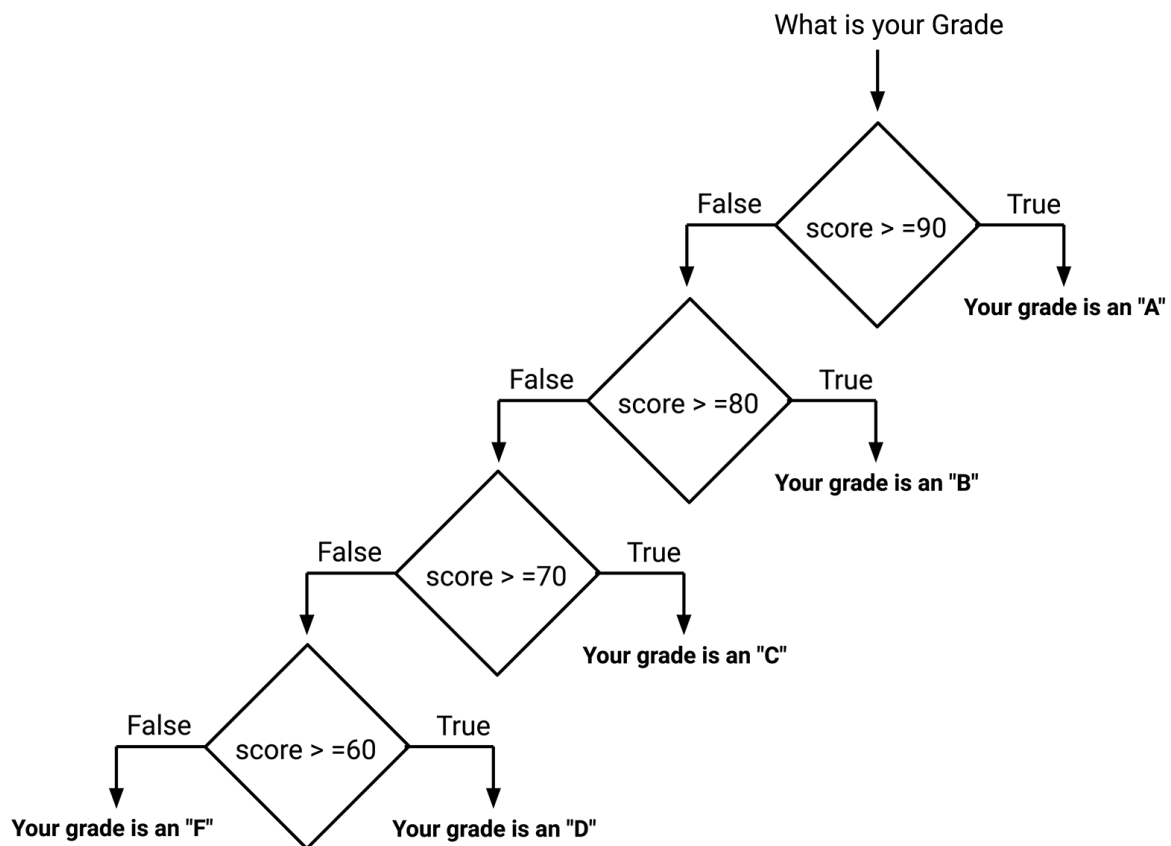 What is your Grade
False
True
score > =90
Your grade is an "A"
False
True
score > =80
Your grade is an "B"
False
True
score > =70
Your grade is an "C"
False
True
score > =60
Your grade is an "F"
Your grade is an "D"